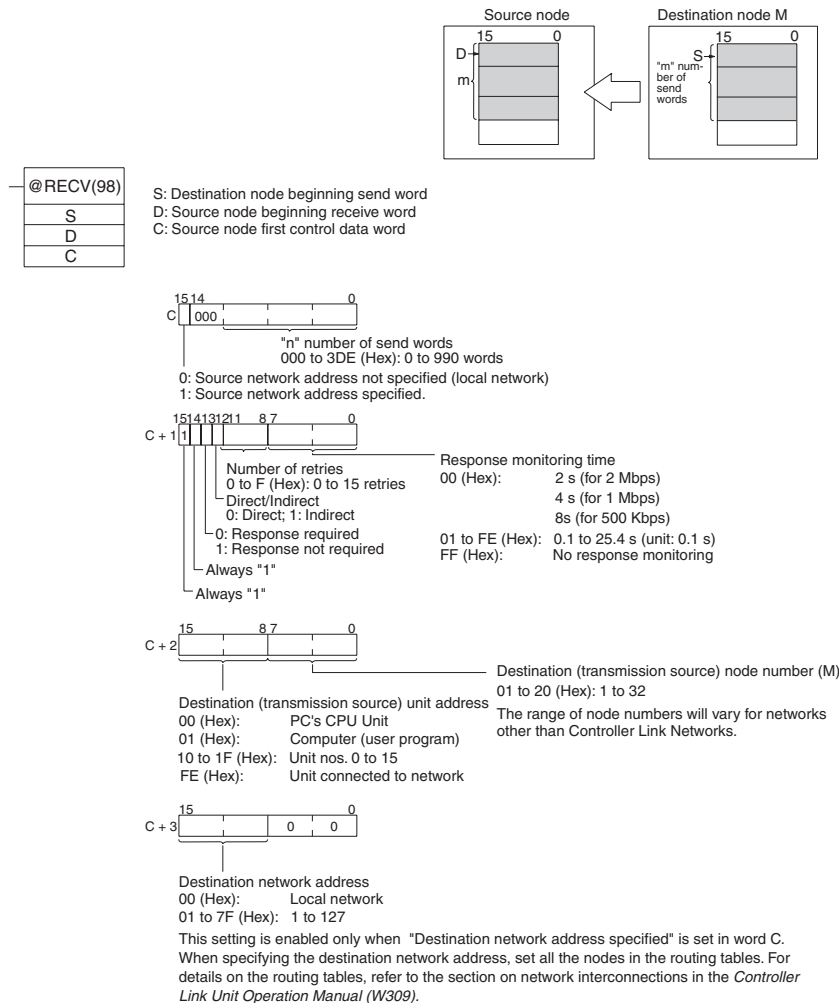 Source node
Destination node M
15 0
15 0
D
S
m
"m" num-
ber of
send
words
@RECV(98)
S
D
C
S: Destination node beginning send word
D: Source node beginning receive word
C: Source node first control data word
15 14 0
C 000
"n" number of send words
000 to 3DE (Hex): 0 to 990 words
0: Source network address not specified (local network)
1: Source network address specified.
15 14 13 12 11 8 7 0
C + 1 1
Number of retries
0 to F (Hex): 0 to 15 retries
Direct/Indirect
0: Direct; 1: Indirect
0: Response required
1: Response not required
Always "1"
Always "1"
Response monitoring time
00 (Hex): 2 s (for 2 Mbps)
4 s (for 1 Mbps)
8s (for 500 Kbps)
01 to FE (Hex): 0.1 to 25.4 s (unit: 0.1 s)
FF (Hex): No response monitoring
15 8 7 0
C + 2
Destination (transmission source) node number (M)
01 to 20 (Hex): 1 to 32
The range of node numbers will vary for networks
other than Controller Link Networks.
Destination (transmission source) unit address
00 (Hex): PC's CPU Unit
01 (Hex): Computer (user program)
10 to 1F (Hex): Unit nos. 0 to 15
FE (Hex): Unit connected to network
15 0
C + 3 0 0
Destination network address
00 (Hex): Local network
01 to 7F (Hex): 1 to 127
This setting is enabled only when "Destination network address specified" is set in word C.
When specifying the destination network address, set all the nodes in the routing tables. For
details on the routing tables, refer to the section on network interconnections in the Controller
Link Unit Operation Manual (W309).